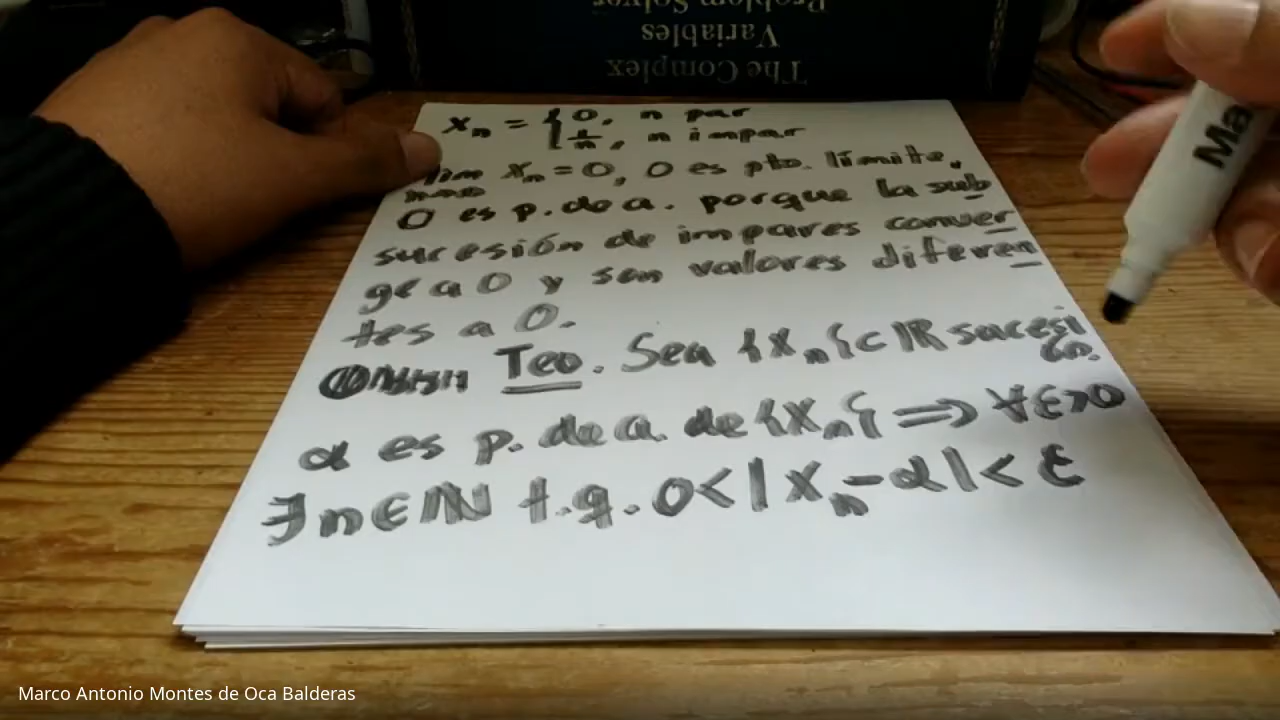 The Complex
Variables
Problem Solver
xₙ = { 0, n par
1/n, n impar
lim xₙ = 0, 0 es pto. límite,
n→∞
0 es p. de a. porque la sub
sucesión de impares conver
ge a 0 y son valores diferen
tes a 0.
Teo. Sea {xₙ{ ⊂ ℝ sucesi
ón.
α es p. de a. de {xₙ{ ⟹ ∀ε>0
∃n∈ℕ t.q. 0<|xₙ-α|<ε
Ma
Marco Antonio Montes de Oca Balderas